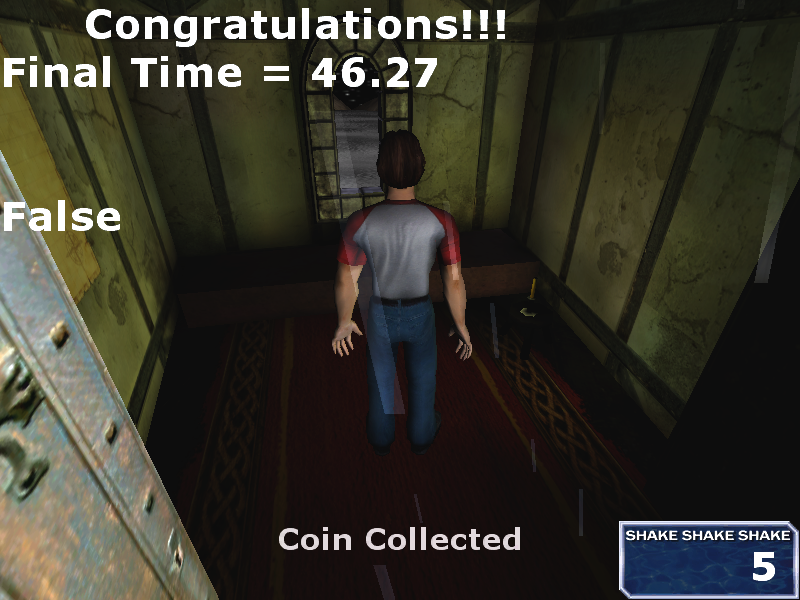 Congratulations!!!
Final Time = 46.27
False
Coin Collected
SHAKE SHAKE SHAKE
5